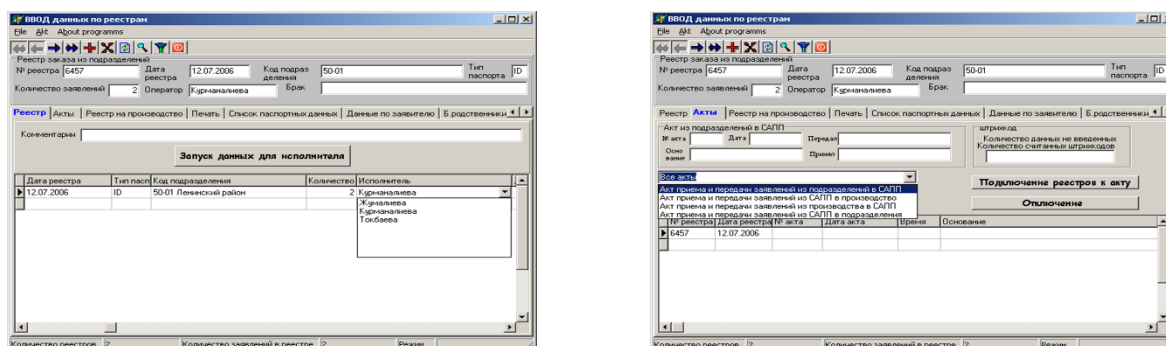 ВВОД данных по реестрам
File Akt About programms
Реестр заказа из подразделений
№ реестра 6457 Дата реестра 12.07.2006 Код подраз деления 50-01 Тип паспорта ID
Количество заявлений 2 Оператор Курманалиева Брак
Реестр Акты Реестр на производство Печать Список паспортных данных Данные по заявителю Б.родственники
Комментарии
Запуск данных для исполнителя
Дата реестра Тип пасп Код подразделения Количество Исполнитель
12.07.2006 ID 50-01 Ленинский район 2 Курманалиева
Жумалиева
Курманалиева
Токбаева
Количество реестров 2 Количество заявлений в реестре 2 Режим
ВВОД данных по реестрам
File Akt About programms
Реестр заказа из подразделений
№ реестра 6457 Дата реестра 12.07.2006 Код подраз деления 50-01 Тип паспорта ID
Количество заявлений 2 Оператор Курманалиева Брак
Реестр Акты Реестр на производство Печать Список паспортных данных Данные по заявителю Б.родственники
Акт из подразделений в САПП
№ акта Дата Передал
Осно вание Принял
штрихкод
Количество данных не введенных
Количество считанных штрихкодов
Все акты
Акт приема и передачи заявлений из подразделений в САПП
Акт приема и передачи заявлений из САПП в производство
Акт приема и передачи заявлений из производства в САПП
Акт приема и передачи заявлений из САПП в подразделения
Подключение реестров к акту
Отключение
№ реестра Дата реестра № акта Дата акта Время Основание
6457 12.07.2006
Количество реестров 2 Количество заявлений в реестре 2 Режим